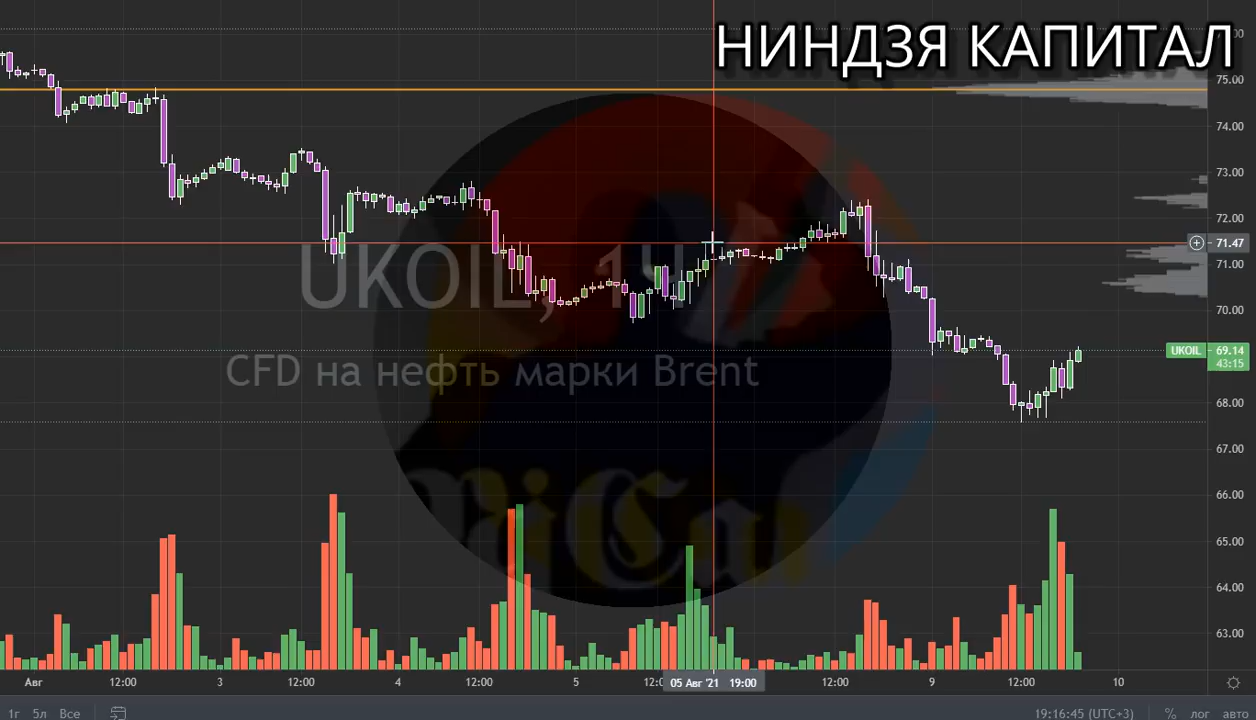 НИНДЗЯ КАПИТАЛ
75.00
74.00
73.00
72.00
71.47
71.00
70.00
UKOIL, 1Ч
CFD на нефть марки Brent
UKOIL 69.14
43:15
68.00
67.00
66.00
65.00
64.00
63.00
NiCap
Авг 12:00 3 12:00 4 12:00 5 05 Авг '21 19:00 12:00 9 12:00 10
1г 5л Все 19:16:45 (UTC+3) % лог авто